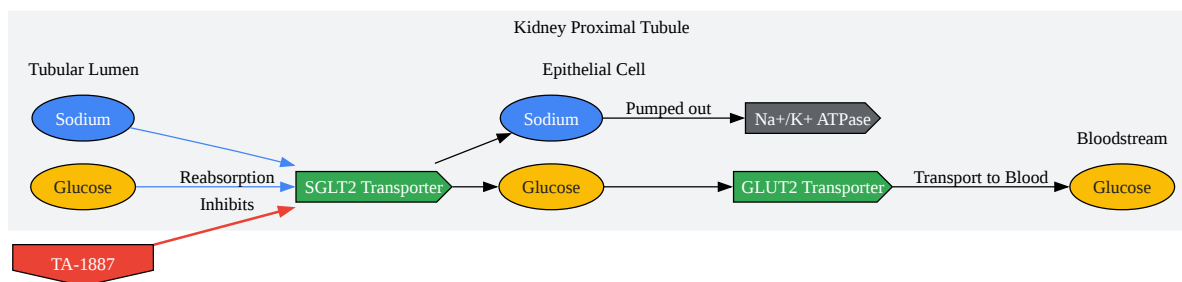 Kidney Proximal Tubule
Tubular Lumen
Epithelial Cell
Sodium
Sodium
Pumped out
Na+/K+ ATPase
Bloodstream
Glucose
Reabsorption
SGLT2 Transporter
Glucose
GLUT2 Transporter
Transport to Blood
Glucose
Inhibits
TA-1887